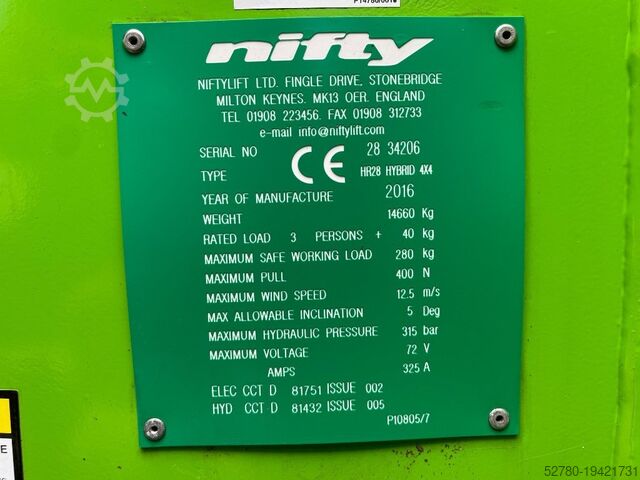 P14780/001
nifty
NIFTYLIFT LTD. FINGLE DRIVE, STONEBRIDGE
MILTON KEYNES. MK13 OER. ENGLAND
TEL 01908 223456. FAX 01908 312733
e-mail info@niftylift.com
SERIAL NO 28 34206
TYPE CE HR28 HYBRID 4X4
YEAR OF MANUFACTURE 2016
WEIGHT 14660 Kg
RATED LOAD 3 PERSONS + 40 kg
MAXIMUM SAFE WORKING LOAD 280 kg
MAXIMUM PULL 400 N
MAXIMUM WIND SPEED 12.5 m/s
MAX ALLOWABLE INCLINATION 5 Deg
MAXIMUM HYDRAULIC PRESSURE 315 bar
MAXIMUM VOLTAGE 72 V
AMPS 325 A
ELEC CCT D 81751 ISSUE 002
HYD CCT D 81432 ISSUE 005
P10805/7
52780-19421731